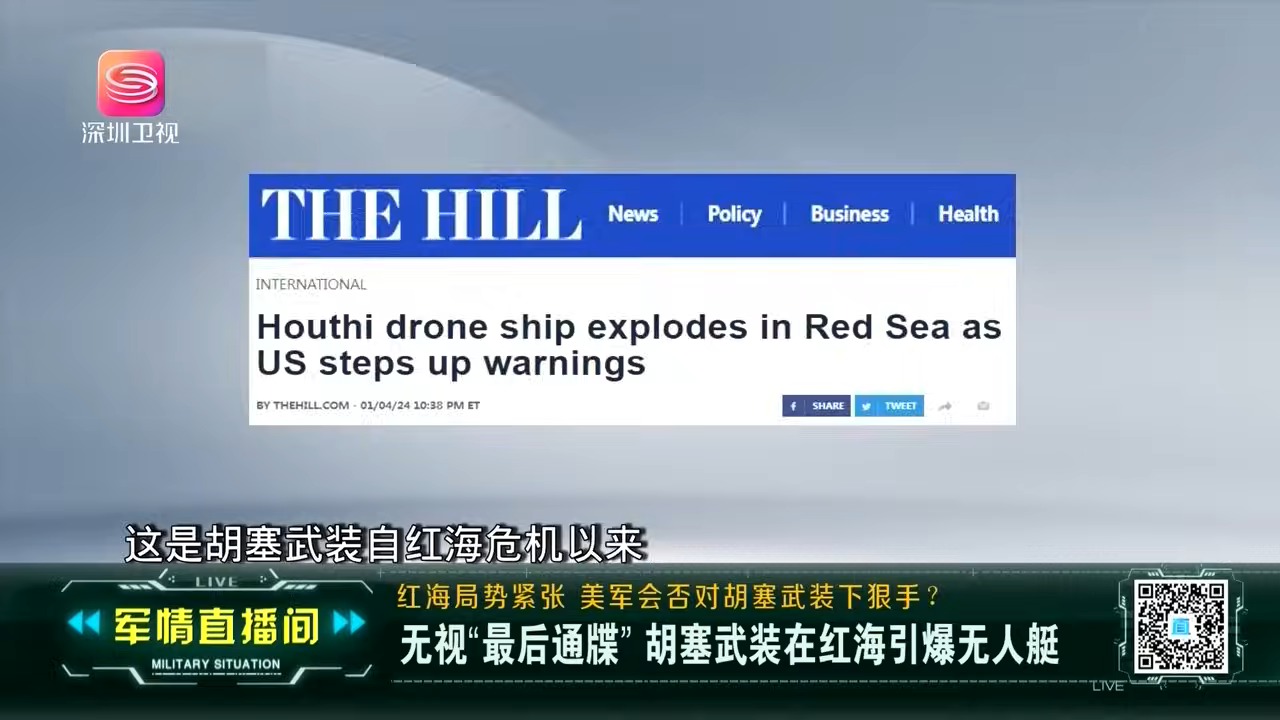 深圳卫视
THE HILL News Policy Business Health
INTERNATIONAL
Houthi drone ship explodes in Red Sea as
US steps up warnings
BY THEHILL.COM - 01/04/24 10:38 PM ET
SHARE TWEET
这是胡塞武装自红海危机以来
LIVE
军情直播间
MILITARY SITUATION
红海局势紧张 美军会否对胡塞武装下狠手？
无视“最后通牒” 胡塞武装在红海引爆无人艇
直
LIVE